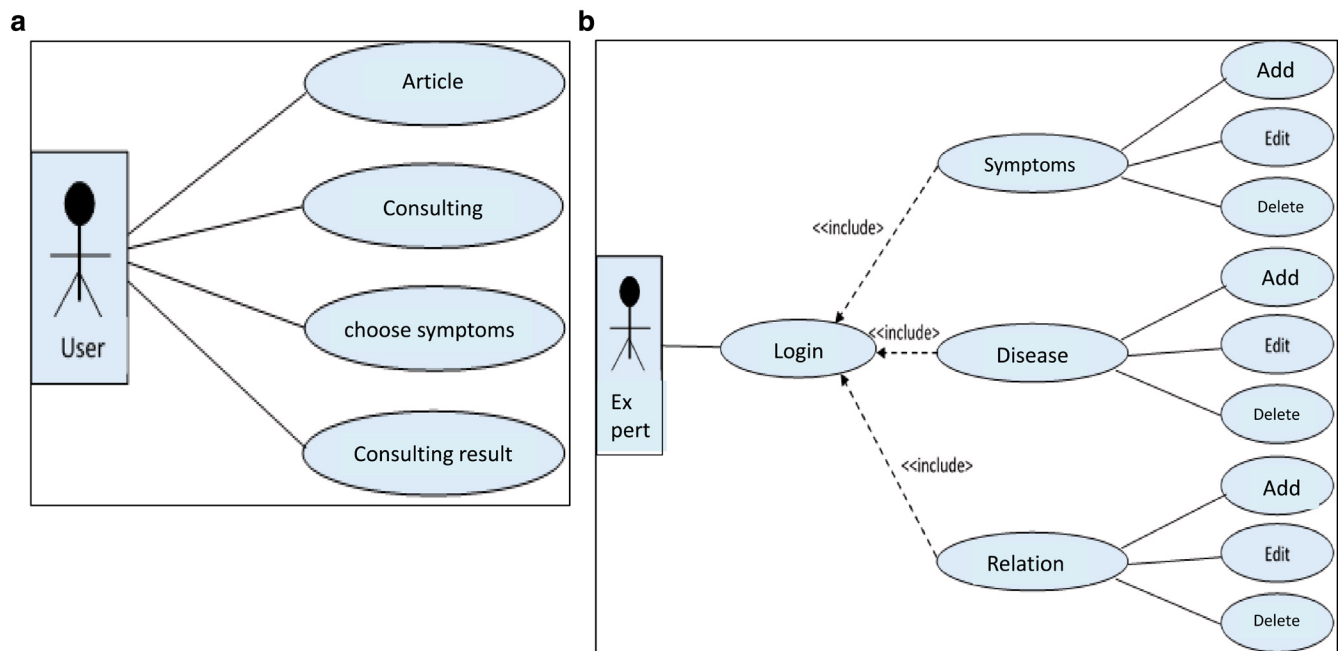 a
Article
Consulting
choose symptoms
Consulting result
User
b
Add
Edit
Delete
Symptoms
<<include>
Add
Edit
Delete
<<include>
Login
Disease
Ex
pert
<<include>
Add
Edit
Delete
Relation